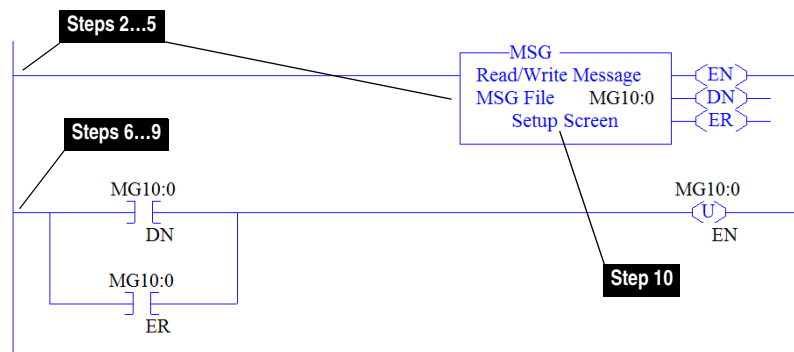 Steps 2...5
MSG
Read/Write Message
MSG File MG10:0
Setup Screen
EN
DN
ER
Steps 6...9
MG10:0
DN
MG10:0
ER
MG10:0
U
EN
Step 10